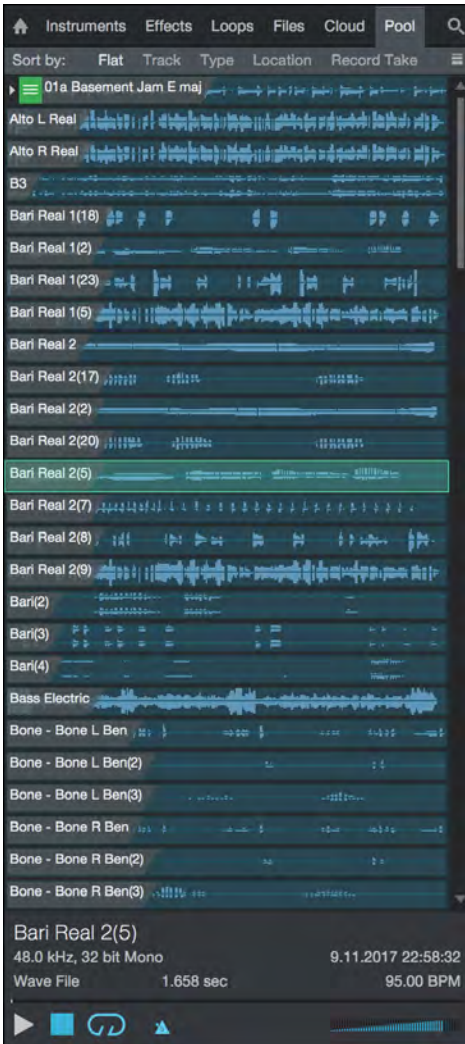 Instruments Effects Loops Files Cloud Pool
Sort by: Flat Track Type Location Record Take
01a Basement Jam E maj
Alto L Real
Alto R Real
B3
Bari Real 1(18)
Bari Real 1(2)
Bari Real 1(23)
Bari Real 1(5)
Bari Real 2
Bari Real 2(17)
Bari Real 2(2)
Bari Real 2(20)
Bari Real 2(5)
Bari Real 2(7)
Bari Real 2(8)
Bari Real 2(9)
Bari(2)
Bari(3)
Bari(4)
Bass Electric
Bone - Bone L Ben
Bone - Bone L Ben(2)
Bone - Bone L Ben(3)
Bone - Bone R Ben
Bone - Bone R Ben(2)
Bone - Bone R Ben(3)
Bari Real 2(5)
48.0 kHz, 32 bit Mono 9.11.2017 22:58:32
Wave File 1.658 sec 95.00 BPM